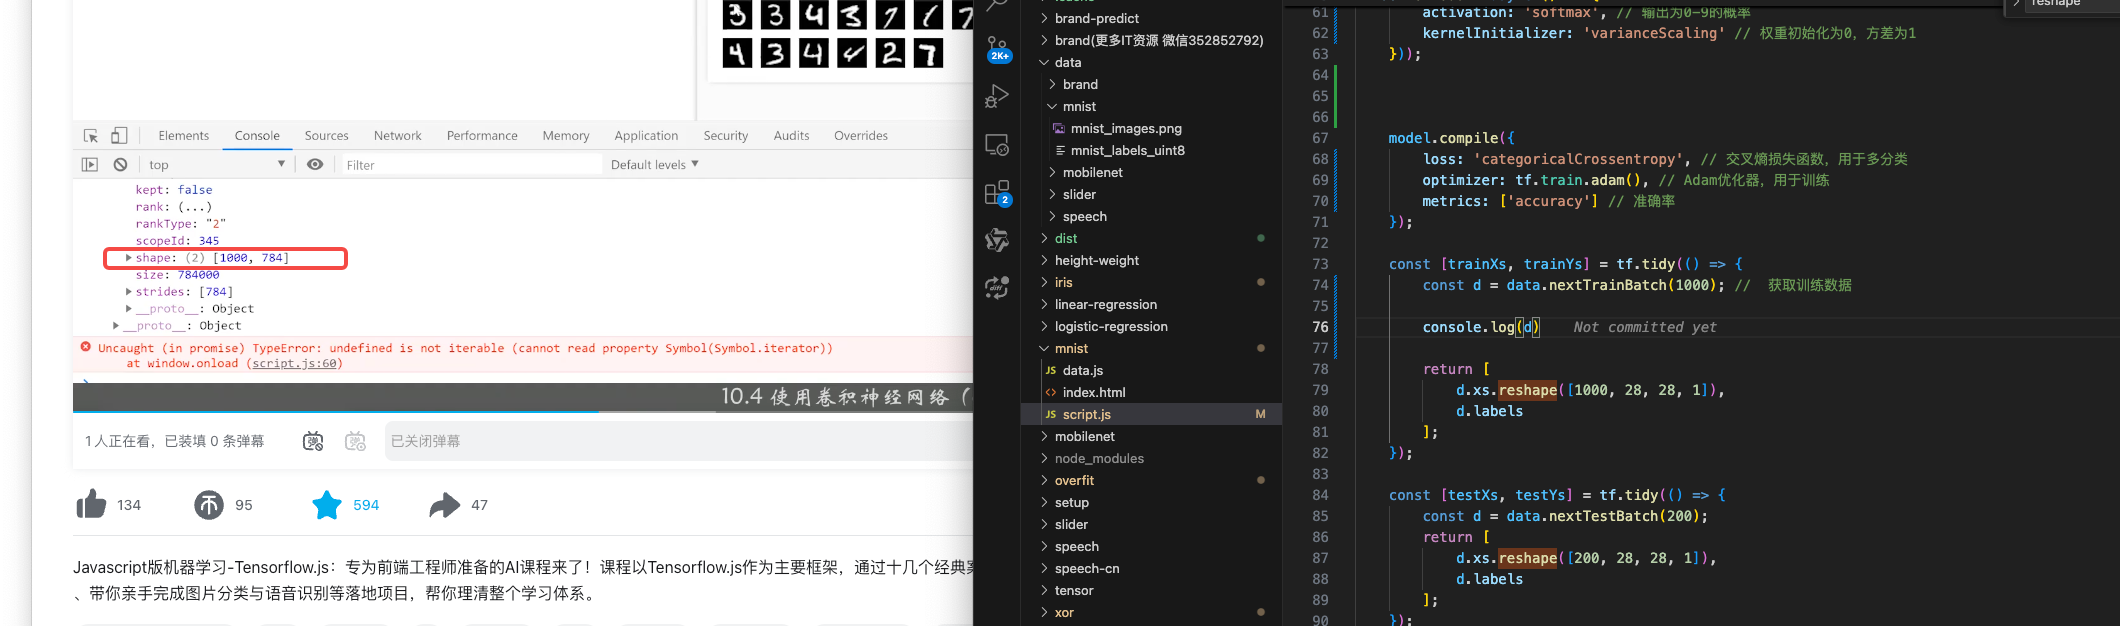 Elements Console Sources Network Performance Memory Application Security Audits Overrides
top Filter Default levels
kept: false
rank: (...)
rankType: "2"
scopeId: 345
shape: (2) [1000, 784]
size: 784000
strides: [784]
__proto__: Object
__proto__: Object
Uncaught (in promise) TypeError: undefined is not iterable (cannot read property Symbol(Symbol.iterator))
at window.onload (script.js:60)
10.4 使用卷积神经网络（
1人正在看，已装填 0 条弹幕 已关闭弹幕
134 95 594 47
Javascript版机器学习-Tensorflow.js：专为前端工程师准备的AI课程来了！课程以Tensorflow.js作为主要框架，通过十几个经典案
、带你亲手完成图片分类与语音识别等落地项目，帮你理清整个学习体系。
2K+
2
brand-predict
brand(更多IT资源 微信352852792)
data
brand
mnist
mnist_images.png
mnist_labels_uint8
mobilenet
slider
speech
dist
height-weight
iris
linear-regression
logistic-regression
mnist
JS data.js
<> index.html
JS script.js M
mobilenet
node_modules
overfit
setup
slider
speech
speech-cn
tensor
xor
reshape
61 activation: 'softmax', // 输出为0-9的概率
62 kernelInitializer: 'varianceScaling' // 权重初始化为0，方差为1
63 }));
64
65
66
67 model.compile({
68 loss: 'categoricalCrossentropy', // 交叉熵损失函数，用于多分类
69 optimizer: tf.train.adam(), // Adam优化器，用于训练
70 metrics: ['accuracy'] // 准确率
71 });
72
73 const [trainXs, trainYs] = tf.tidy(() => {
74 const d = data.nextTrainBatch(1000); // 获取训练数据
75
76 console.log(d) Not committed yet
77
78 return [
79 d.xs.reshape([1000, 28, 28, 1]),
80 d.labels
81 ];
82 });
83
84 const [testXs, testYs] = tf.tidy(() => {
85 const d = data.nextTestBatch(200);
86 return [
87 d.xs.reshape([200, 28, 28, 1]),
88 d.labels
89 ];
90 });